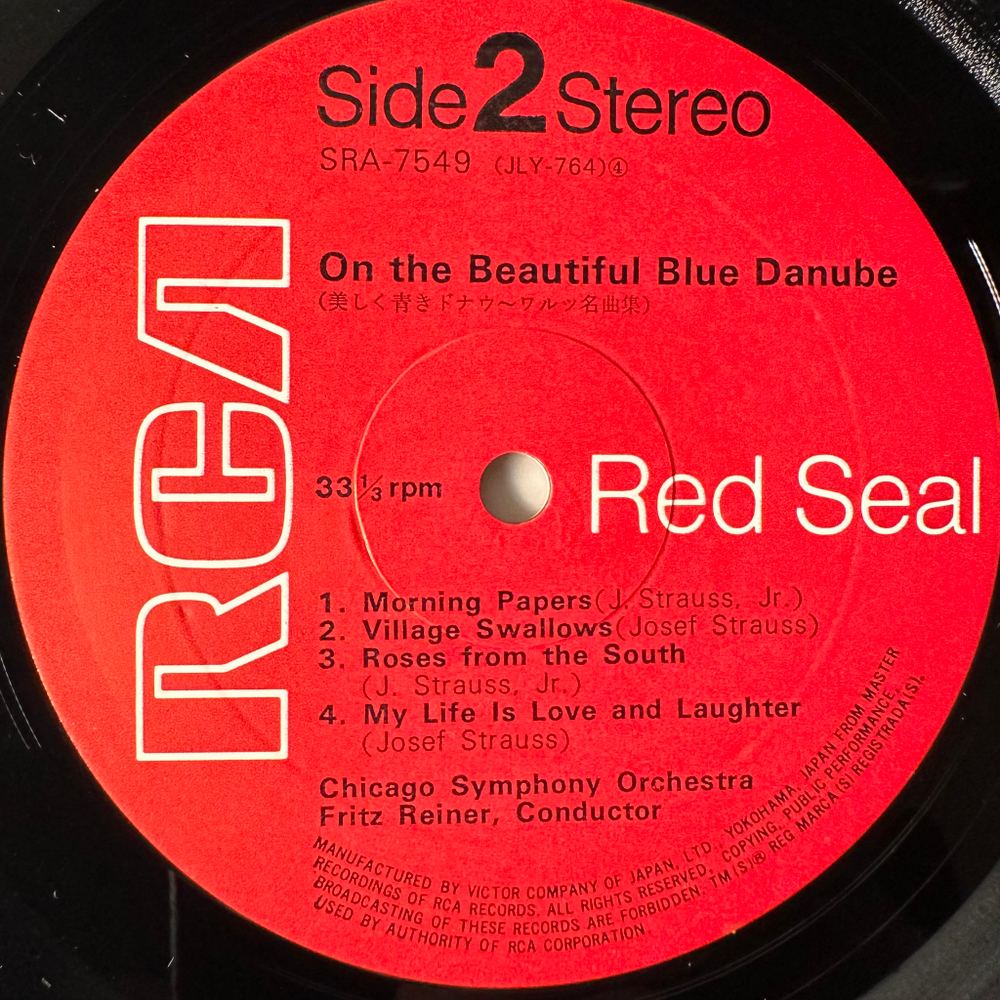 Side 2 Stereo
SRA-7549 (JLY-764)④
On the Beautiful Blue Danube
(美しく青きドナウ〜ワルツ名曲集)
RCA
33 1/3 rpm
Red Seal
1. Morning Papers(J. Strauss, Jr.)
2. Village Swallows(Josef Strauss)
3. Roses from the South
(J. Strauss, Jr.)
4. My Life Is Love and Laughter
(Josef Strauss)
Chicago Symphony Orchestra
Fritz Reiner, Conductor
MANUFACTURED BY VICTOR COMPANY OF JAPAN, LTD., YOKOHAMA, JAPAN FROM MASTER
RECORDINGS OF RCA RECORDS. ALL RIGHTS RESERVED, COPYING, PUBLIC PERFORMANCE,
BROADCASTING OF THESE RECORDS ARE FORBIDDEN. TM(S)® REG MARCA(S) REGISTRADA(S).
USED BY AUTHORITY OF RCA CORPORATION